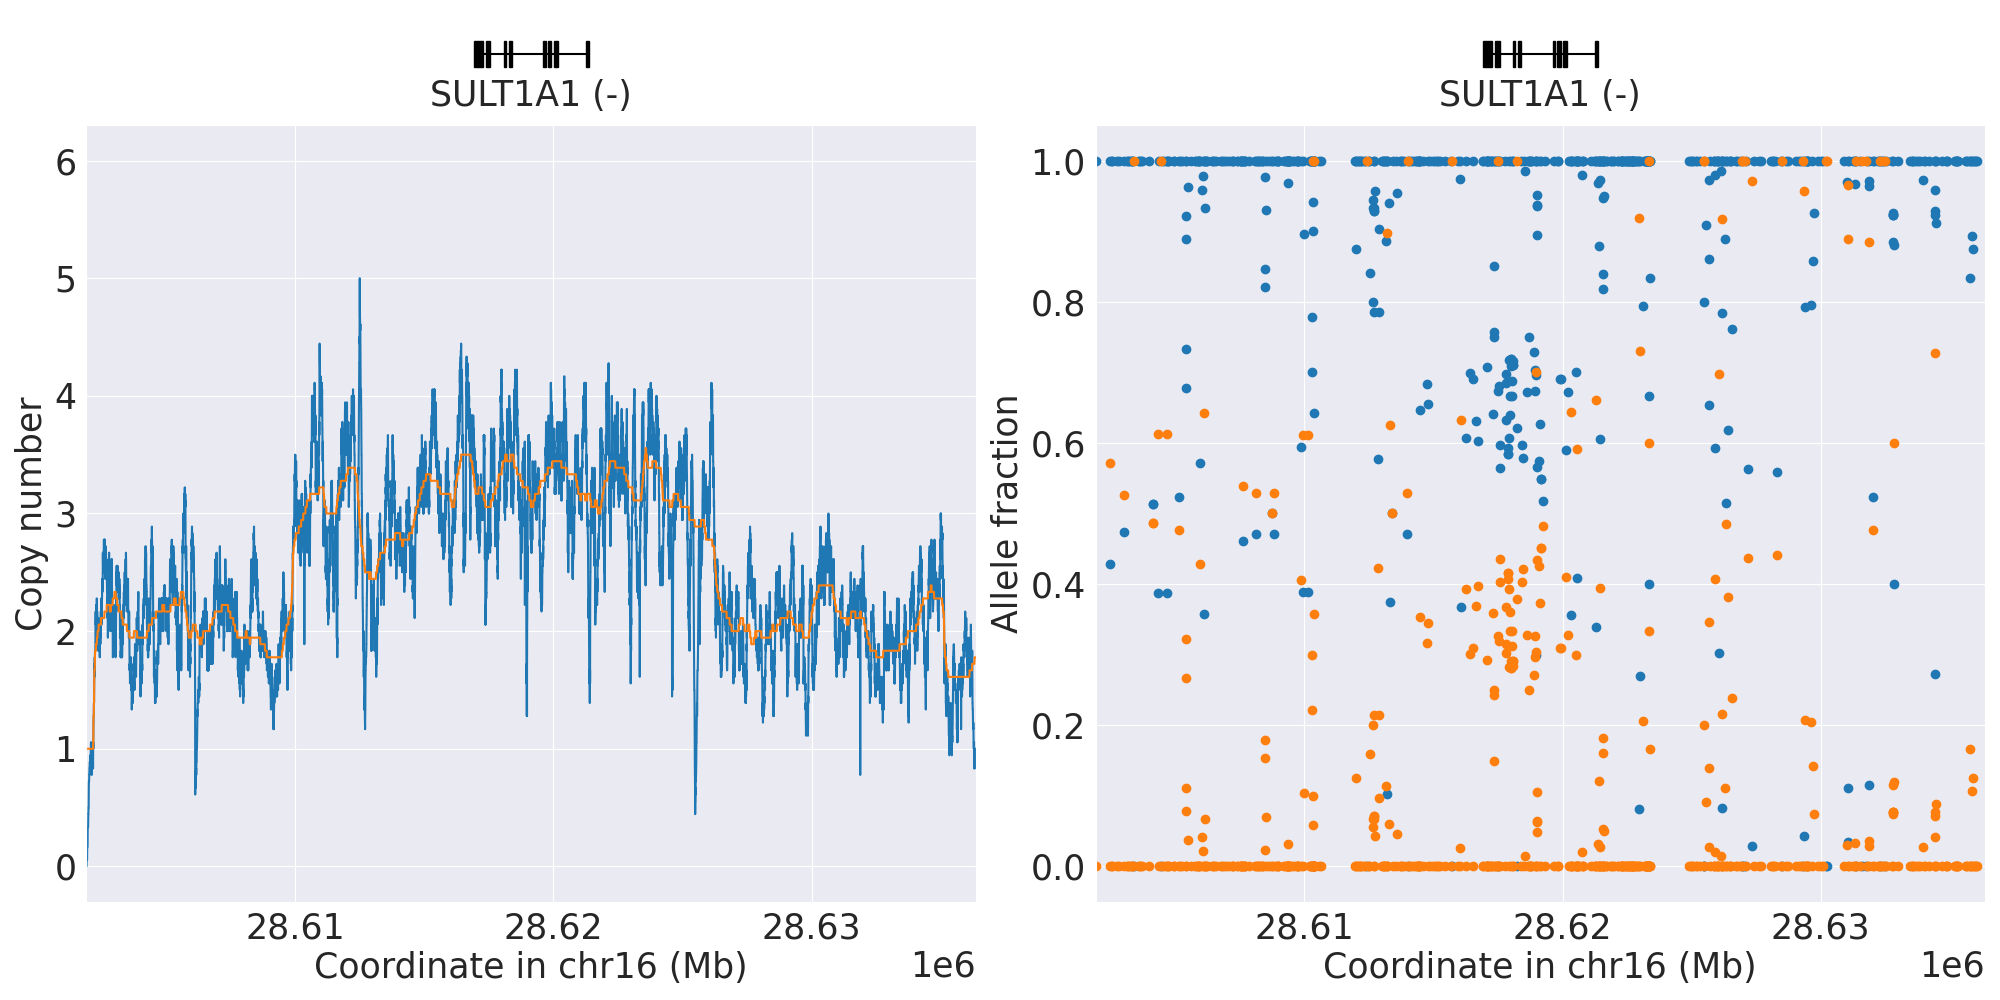 SULT1A1 (-)
Copy number
6
5
4
3
2
1
0
28.61
28.62
28.63
Coordinate in chr16 (Mb)
1e6
SULT1A1 (-)
Allele fraction
1.0
0.8
0.6
0.4
0.2
0.0
28.61
28.62
28.63
Coordinate in chr16 (Mb)
1e6